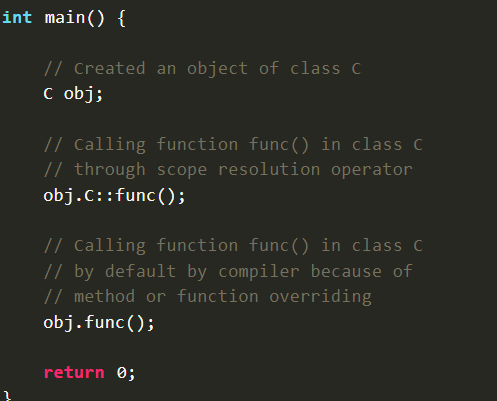 int main() {
// Created an object of class C
C obj;
// Calling function func() in class C
// through scope resolution operator
obj.C::func();
// Calling function func() in class C
// by default by compiler because of
// method or function overriding
obj.func();
return 0;
}